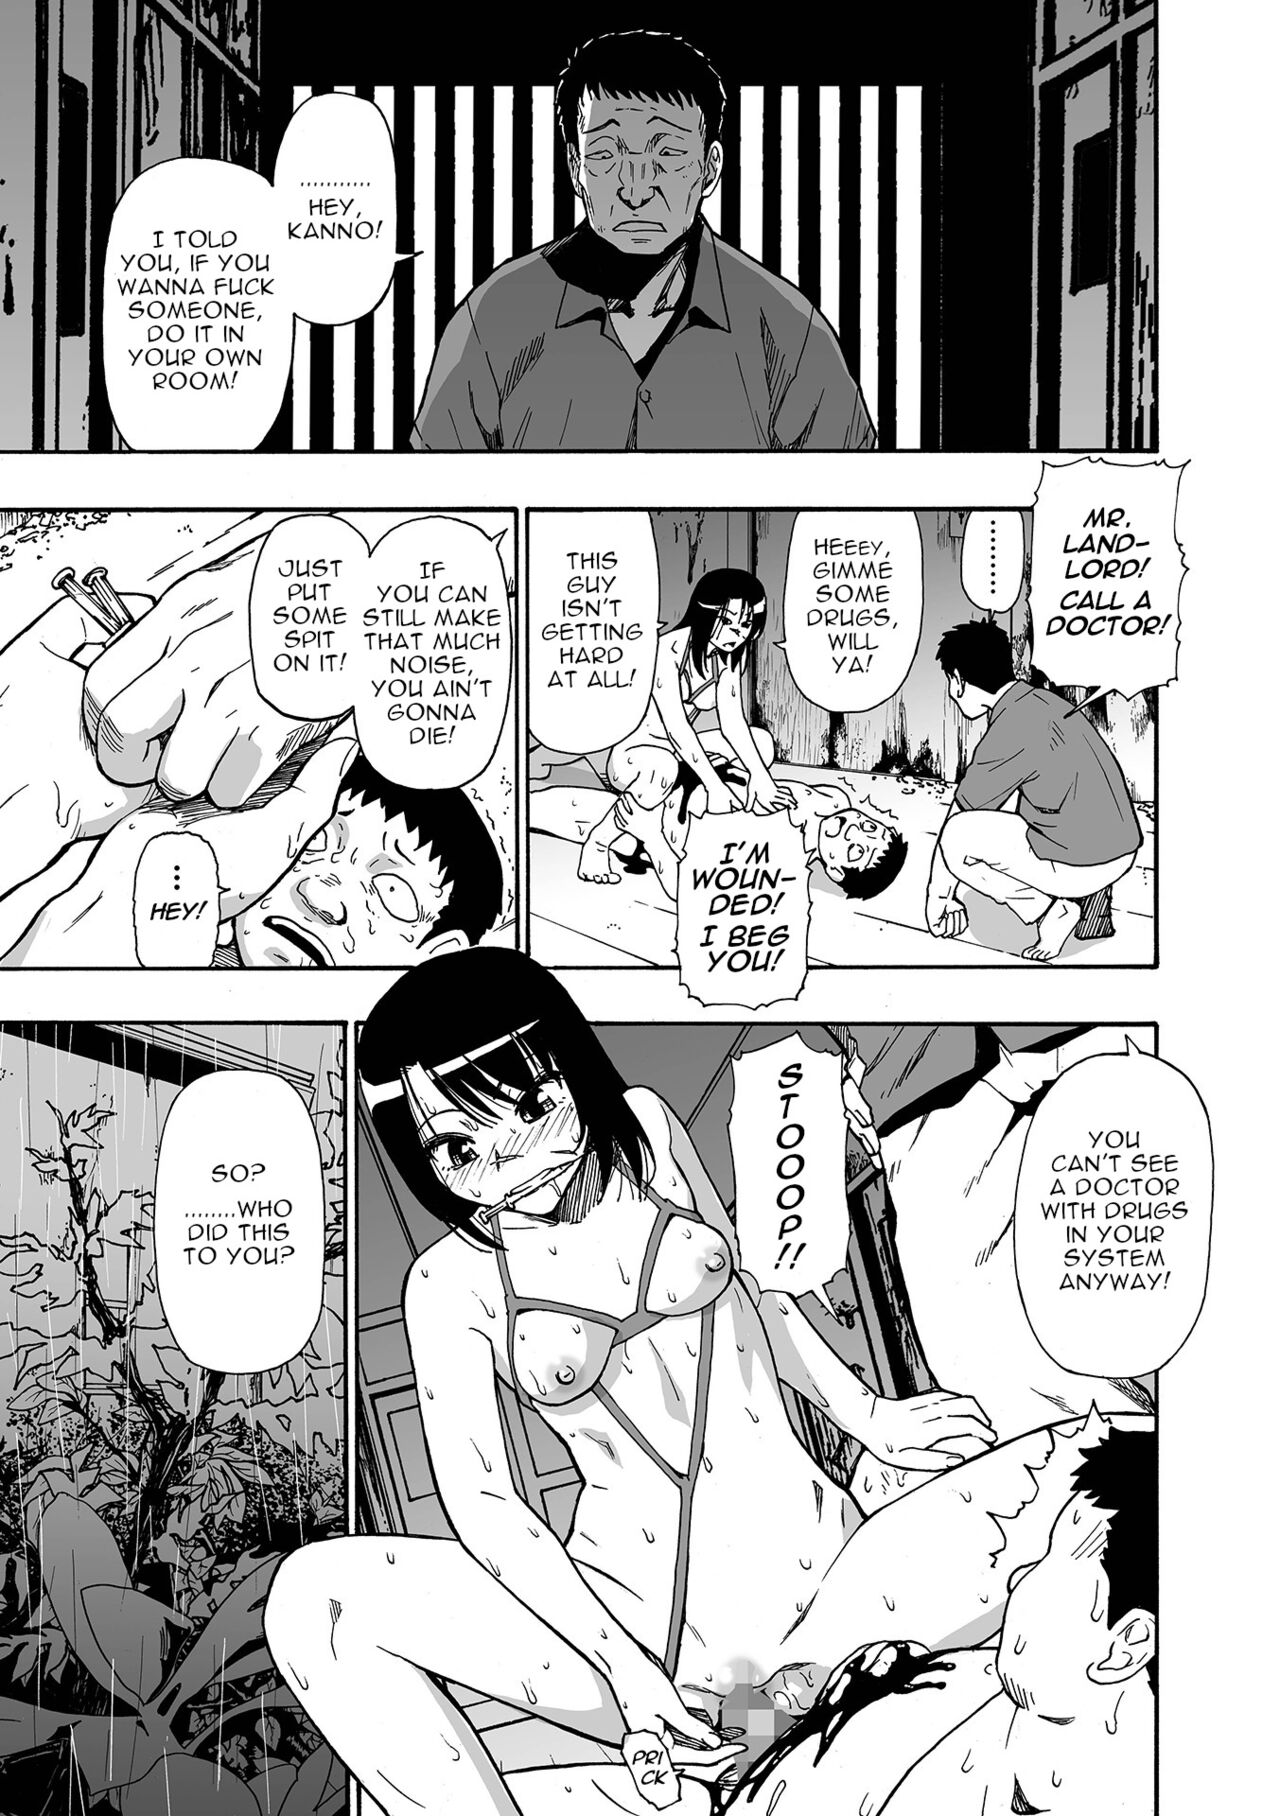 ...........
HEY,
KANNO!
I TOLD
YOU, IF YOU
WANNA FUCK
SOMEONE,
DO IT IN
YOUR OWN
ROOM!
MR.
LAND-
LORD!
CALL A
DOCTOR!
......
HEEEY,
GIMME
SOME
DRUGS,
WILL
YA!
THIS
GUY
ISN'T
GETTING
HARD
AT ALL!
I'M
WOUN-
DED!
I BEG
YOU!
IF
YOU CAN
STILL MAKE
THAT MUCH
NOISE,
YOU AIN'T
GONNA
DIE!
JUST
PUT
SOME
SPIT
ON IT!
...
HEY!
YOU
CAN'T SEE
A DOCTOR
WITH DRUGS
IN YOUR
SYSTEM
ANYWAY!
STOOOP!!
PRICK
SO?
........WHO
DID THIS
TO YOU?